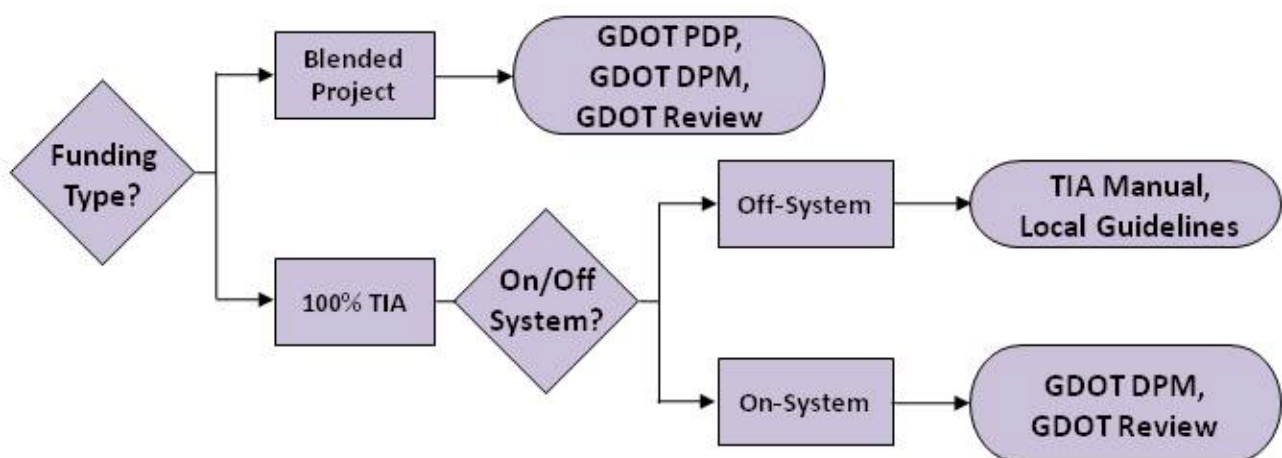 Funding
Type?
Blended
Project
GDOT PDP,
GDOT DPM,
GDOT Review
100% TIA
On/Off
System?
Off-System
TIA Manual,
Local Guidelines
On-System
GDOT DPM,
GDOT Review